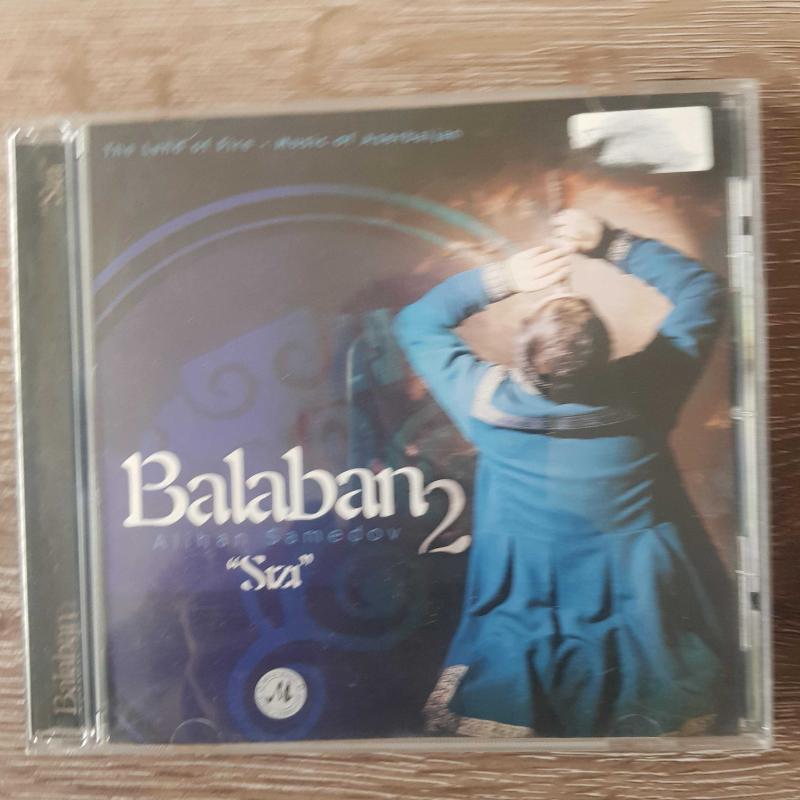 The Land of Fire - Music of Azerbaijan
Balaban 2
Alihan Samedov
"Sızı"
M
Balaban